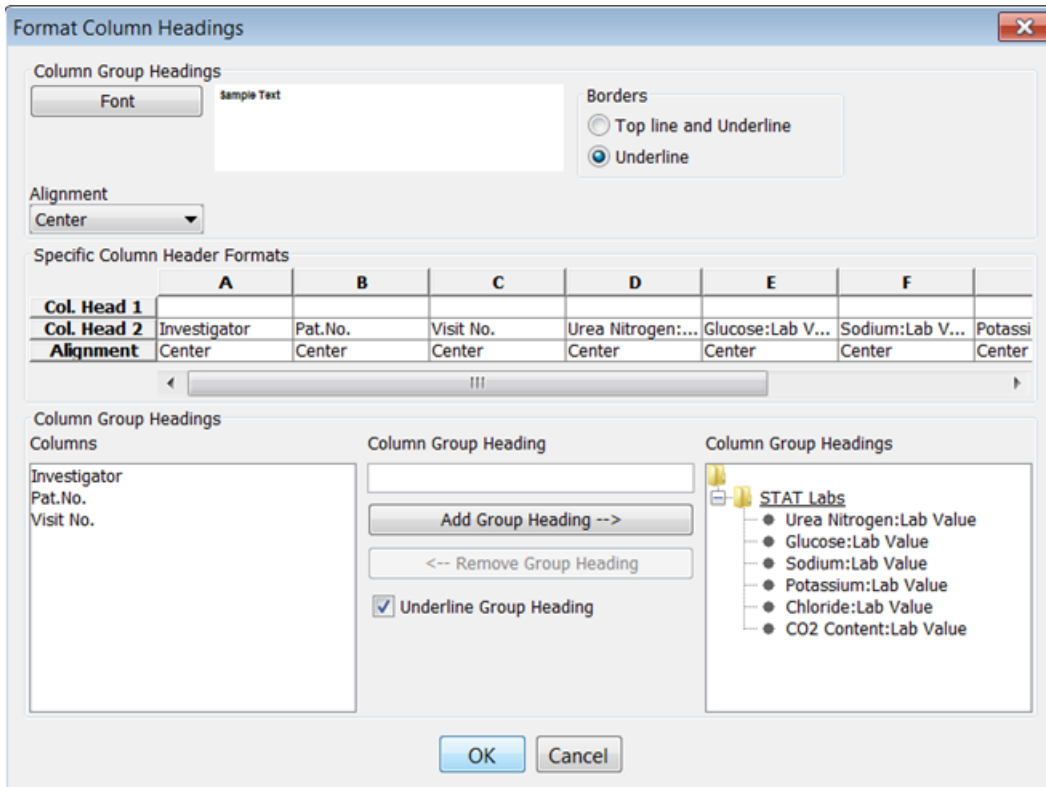 Format Column Headings
Column Group Headings
Font
Sample Text
Borders
Top line and Underline
Underline
Alignment
Center
Specific Column Header Formats
A B C D E F
Col. Head 1
Col. Head 2 Investigator Pat.No. Visit No. Urea Nitrogen:... Glucose:Lab V... Sodium:Lab V... Potassi
Alignment Center Center Center Center Center Center Center
Column Group Headings
Columns
Investigator
Pat.No.
Visit No.
Column Group Heading
Add Group Heading -->
<-- Remove Group Heading
Underline Group Heading
Column Group Headings
STAT Labs
Urea Nitrogen:Lab Value
Glucose:Lab Value
Sodium:Lab Value
Potassium:Lab Value
Chloride:Lab Value
CO2 Content:Lab Value
OK Cancel